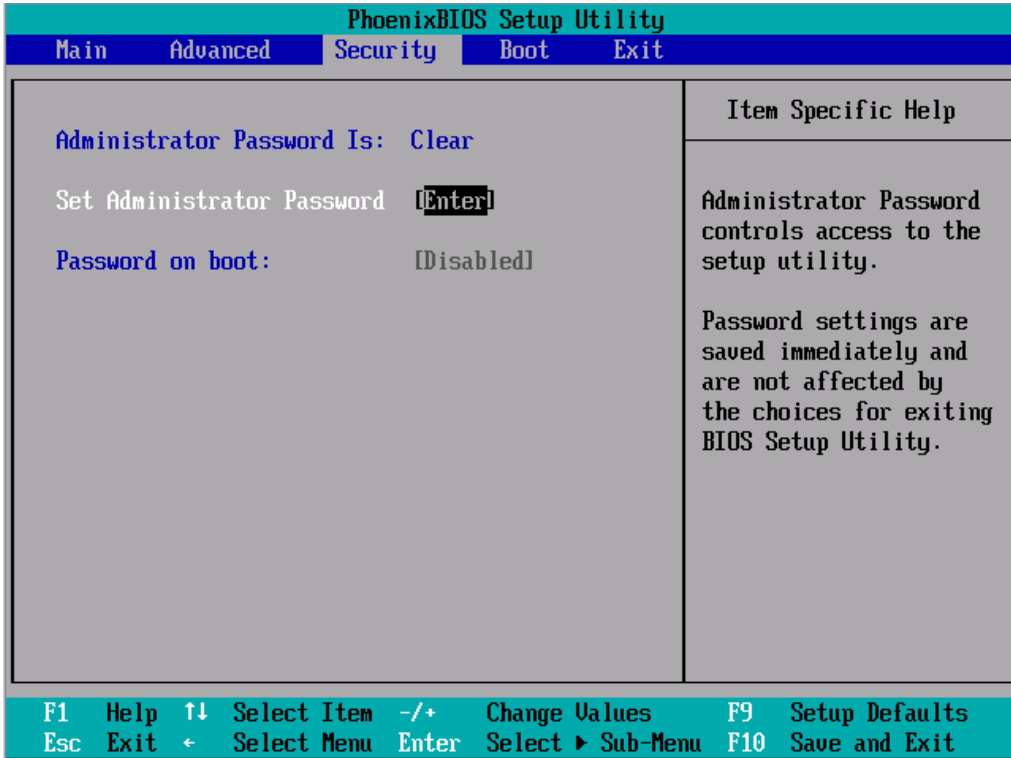 PhoenixBIOS Setup Utility
Main Advanced Security Boot Exit
Administrator Password Is: Clear
Set Administrator Password [Enter]
Password on boot: [Disabled]
Item Specific Help
Administrator Password
controls access to the
setup utility.
Password settings are
saved immediately and
are not affected by
the choices for exiting
BIOS Setup Utility.
F1 Help ↑↓ Select Item -/+ Change Values F9 Setup Defaults
Esc Exit ← Select Menu Enter Select ▶ Sub-Menu F10 Save and Exit